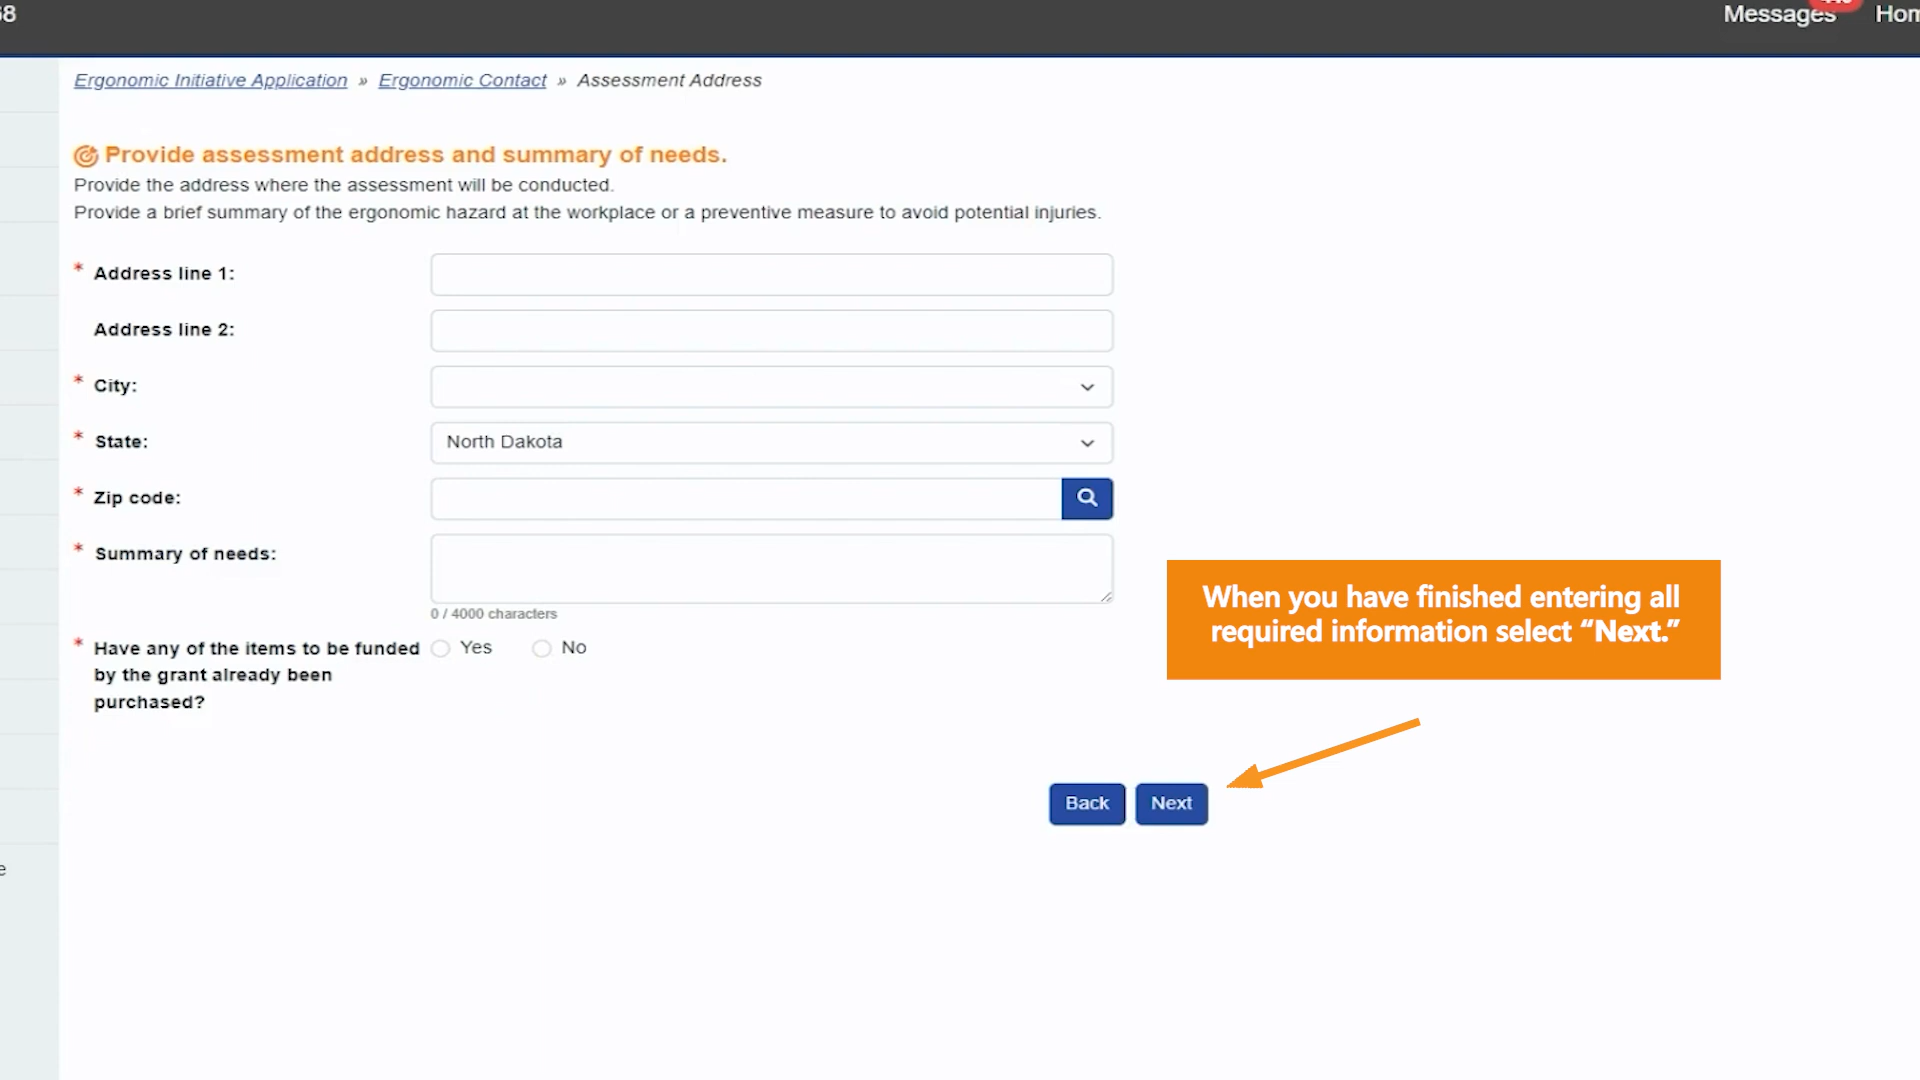 68
Messages
Ergonomic Initiative Application » Ergonomic Contact » Assessment Address
Provide assessment address and summary of needs.
Provide the address where the assessment will be conducted.
Provide a brief summary of the ergonomic hazard at the workplace or a preventive measure to avoid potential injuries.
* Address line 1:
Address line 2:
* City:
* State: North Dakota
* Zip code:
* Summary of needs:
0 / 4000 characters
* Have any of the items to be funded by the grant already been purchased? Yes No
When you have finished entering all
required information select “Next.”
Back Next
e